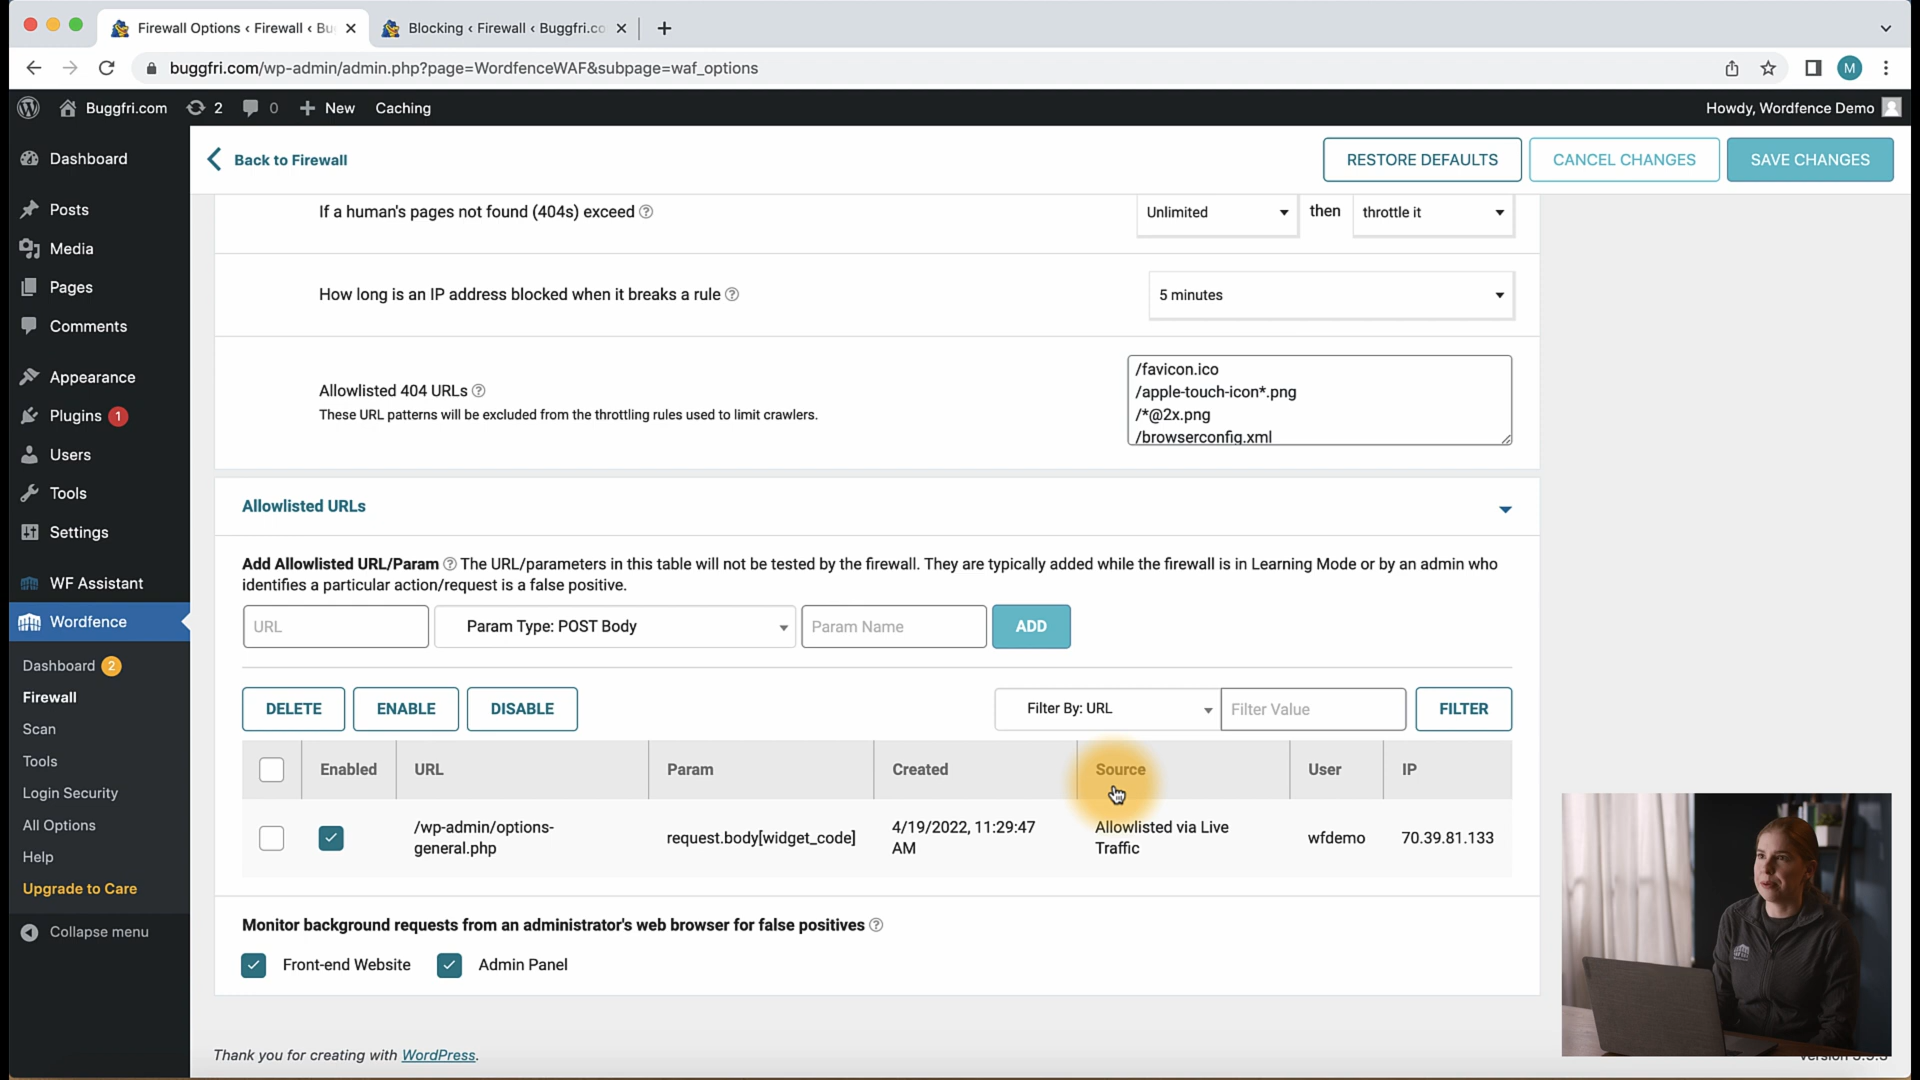 Firewall Options ‹ Firewall ‹ Bu
Blocking ‹ Firewall ‹ Buggfri.co
buggfri.com/wp-admin/admin.php?page=WordfenceWAF&subpage=waf_options
M
Buggfri.com
2
0
New
Caching
Howdy, Wordfence Demo
Dashboard
Posts
Media
Pages
Comments
Appearance
Plugins 1
Users
Tools
Settings
WF Assistant
Wordfence
Dashboard 2
Firewall
Scan
Tools
Login Security
All Options
Help
Upgrade to Care
Collapse menu
Back to Firewall
RESTORE DEFAULTS
CANCEL CHANGES
SAVE CHANGES
If a human's pages not found (404s) exceed
Unlimited
then
throttle it
How long is an IP address blocked when it breaks a rule
5 minutes
Allowlisted 404 URLs
These URL patterns will be excluded from the throttling rules used to limit crawlers.
/favicon.ico
/apple-touch-icon*.png
/*@2x.png
/browserconfig.xml
Allowlisted URLs
Add Allowlisted URL/Param The URL/parameters in this table will not be tested by the firewall. They are typically added while the firewall is in Learning Mode or by an admin who
identifies a particular action/request is a false positive.
URL
Param Type: POST Body
Param Name
ADD
DELETE
ENABLE
DISABLE
Filter By: URL
Filter Value
FILTER
Enabled URL Param Created Source User IP
/wp-admin/options-
general.php
request.body[widget_code]
4/19/2022, 11:29:47
AM
Allowlisted via Live
Traffic
wfdemo
70.39.81.133
Monitor background requests from an administrator's web browser for false positives
Front-end Website
Admin Panel
Thank you for creating with WordPress.